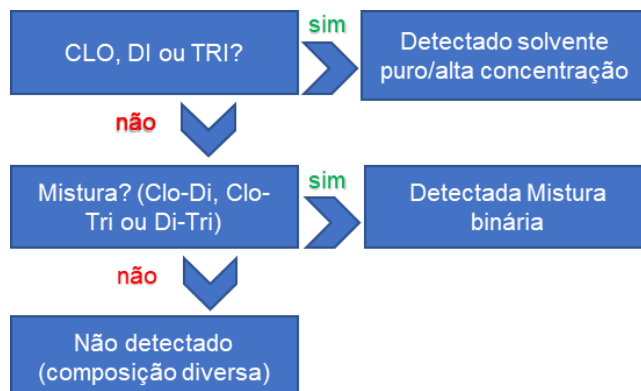 CLO, DI ou TRI?
sim
Detectado solvente
puro/alta concentração
não
Mistura? (Clo-Di, Clo-
Tri ou Di-Tri)
sim
Detectada Mistura
binária
não
Não detectado
(composição diversa)